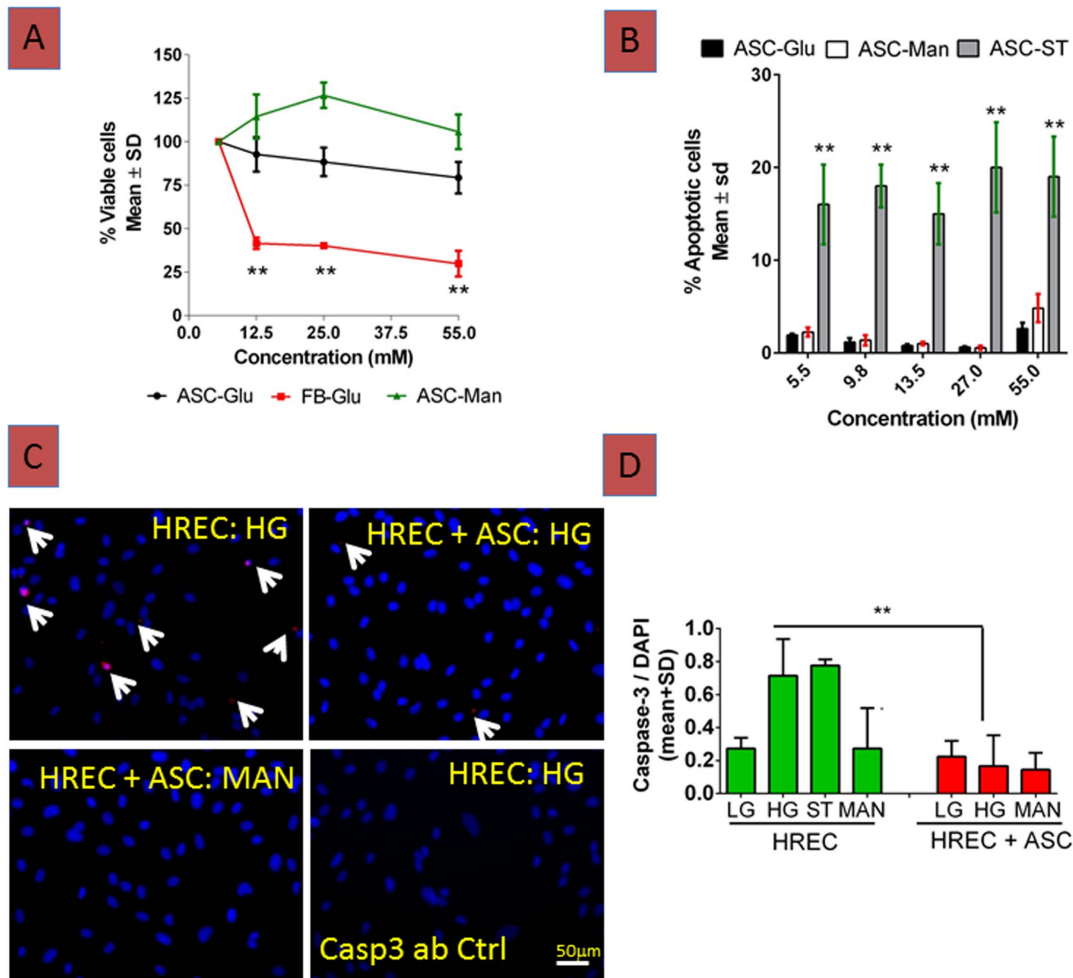 A
150
125
100
75
50
25
0
% Viable cells
Mean ± SD
** ** **
0.0 12.5 25.0 37.5 55.0
Concentration (mM)
ASC-Glu FB-Glu ASC-Man
B
ASC-Glu ASC-Man ASC-ST
30
20
10
0
% Apoptotic cells
Mean ± sd
** ** ** ** **
5.5 9.8 13.5 27.0 55.0
Concentration (mM)
C
HREC: HG
HREC + ASC: HG
HREC + ASC: MAN
HREC: HG
Casp3 ab Ctrl
50µm
D
**
1.0
0.8
0.6
0.4
0.2
0.0
Caspase-3 / DAPI
(mean+SD)
LG HG ST MAN LG HG MAN
HREC HREC + ASC